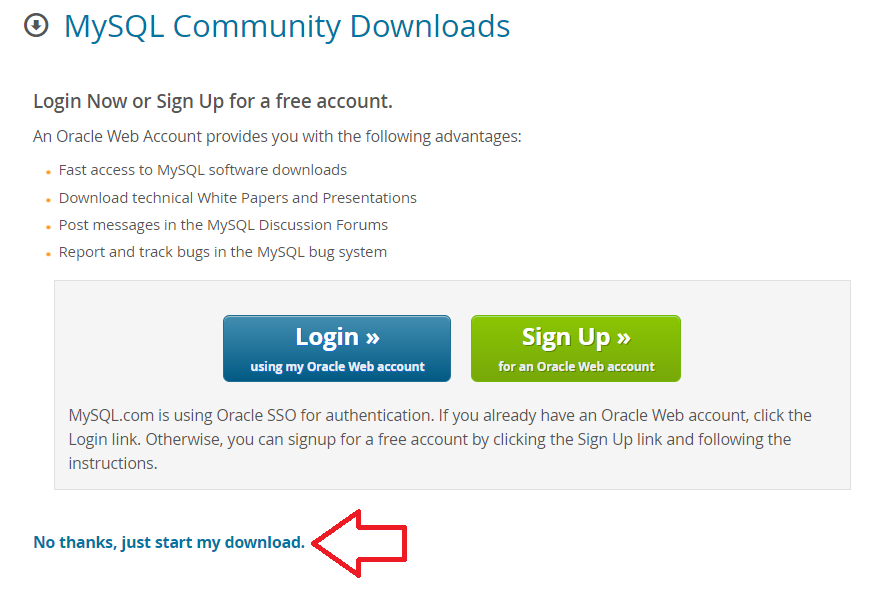 MySQL Community Downloads
Login Now or Sign Up for a free account.
An Oracle Web Account provides you with the following advantages:
Fast access to MySQL software downloads
Download technical White Papers and Presentations
Post messages in the MySQL Discussion Forums
Report and track bugs in the MySQL bug system
Login »
using my Oracle Web account
Sign Up »
for an Oracle Web account
MySQL.com is using Oracle SSO for authentication. If you already have an Oracle Web account, click the
Login link. Otherwise, you can signup for a free account by clicking the Sign Up link and following the
instructions.
No thanks, just start my download.